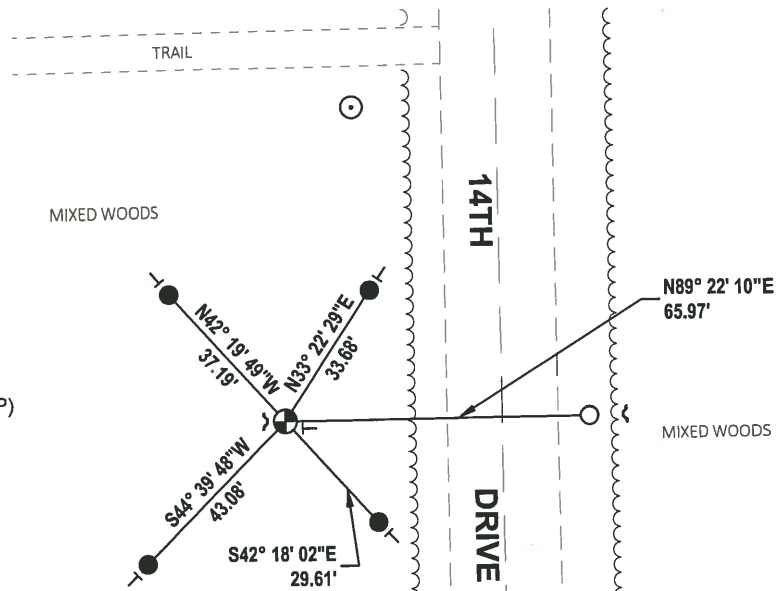 TRAIL
MIXED WOODS
14TH
N89° 22' 10"E
65.97'
N42° 19' 49"W
37.19'
N33° 22' 29"E
33.68'
P)
MIXED WOODS
S44° 39' 48"W
43.08'
S42° 18' 02"E
29.61'
DRIVE